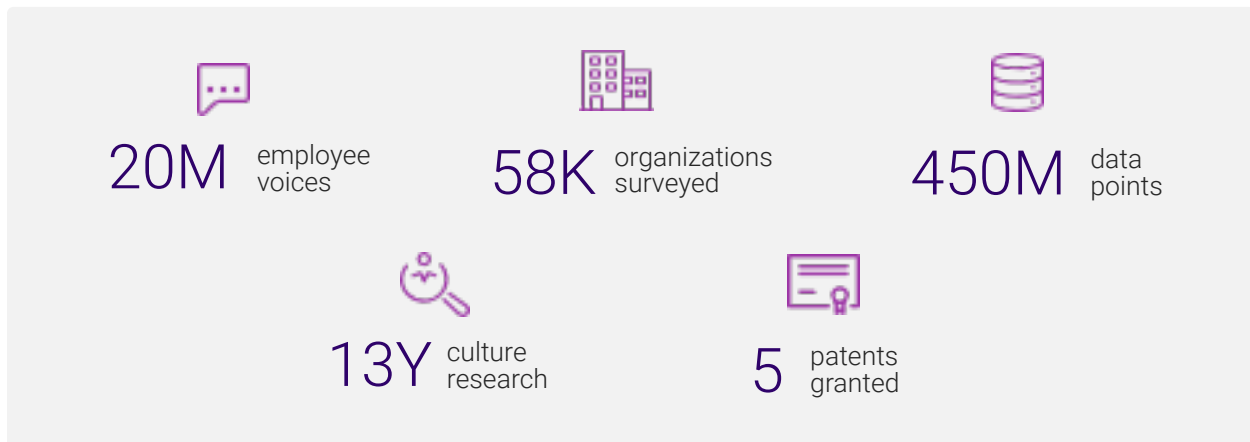 20M employee voices
58K organizations surveyed
450M data points
13Y culture research
5 patents granted